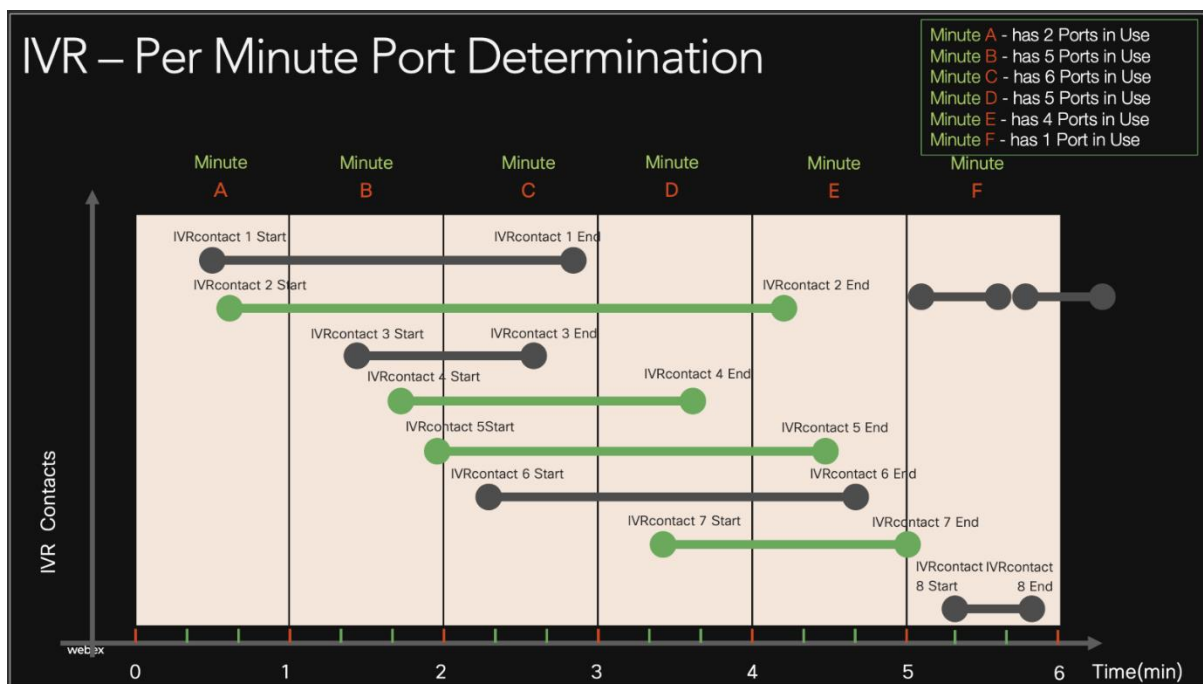 IVR – Per Minute Port Determination
Minute A - has 2 Ports in Use
Minute B - has 5 Ports in Use
Minute C - has 6 Ports in Use
Minute D - has 5 Ports in Use
Minute E - has 4 Ports in Use
Minute F - has 1 Port in Use
Minute Minute Minute Minute Minute Minute
A B C D E F
IVRcontact 1 Start IVRcontact 1 End
IVRcontact 2 Start IVRcontact 2 End
IVRcontact 3 Start IVRcontact 3 End
IVRcontact 4 Start IVRcontact 4 End
IVRcontact 5Start IVRcontact 5 End
IVRcontact 6 Start IVRcontact 6 End
IVRcontact 7 Start IVRcontact 7 End
IVRcontact IVRcontact
8 Start 8 End
IVR Contacts
webex
0 1 2 3 4 5 6 Time(min)